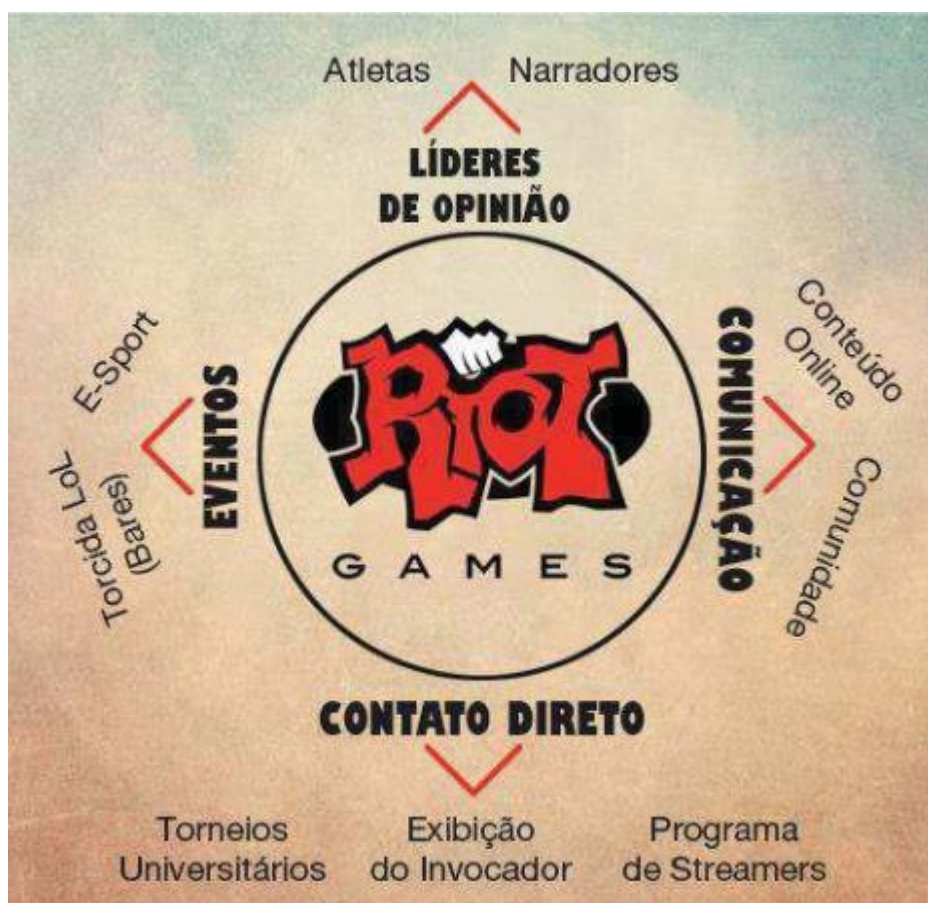 Atletas Narradores
LÍDERES
DE OPINIÃO
E-Sport
Torcida LoL
(Bares)
EVENTOS
RIOT
GAMES
COMUNICAÇÃO
Conteúdo
Online
Comunidade
CONTATO DIRETO
Torneios
Universitários
Exibição
do Invocador
Programa
de Streamers